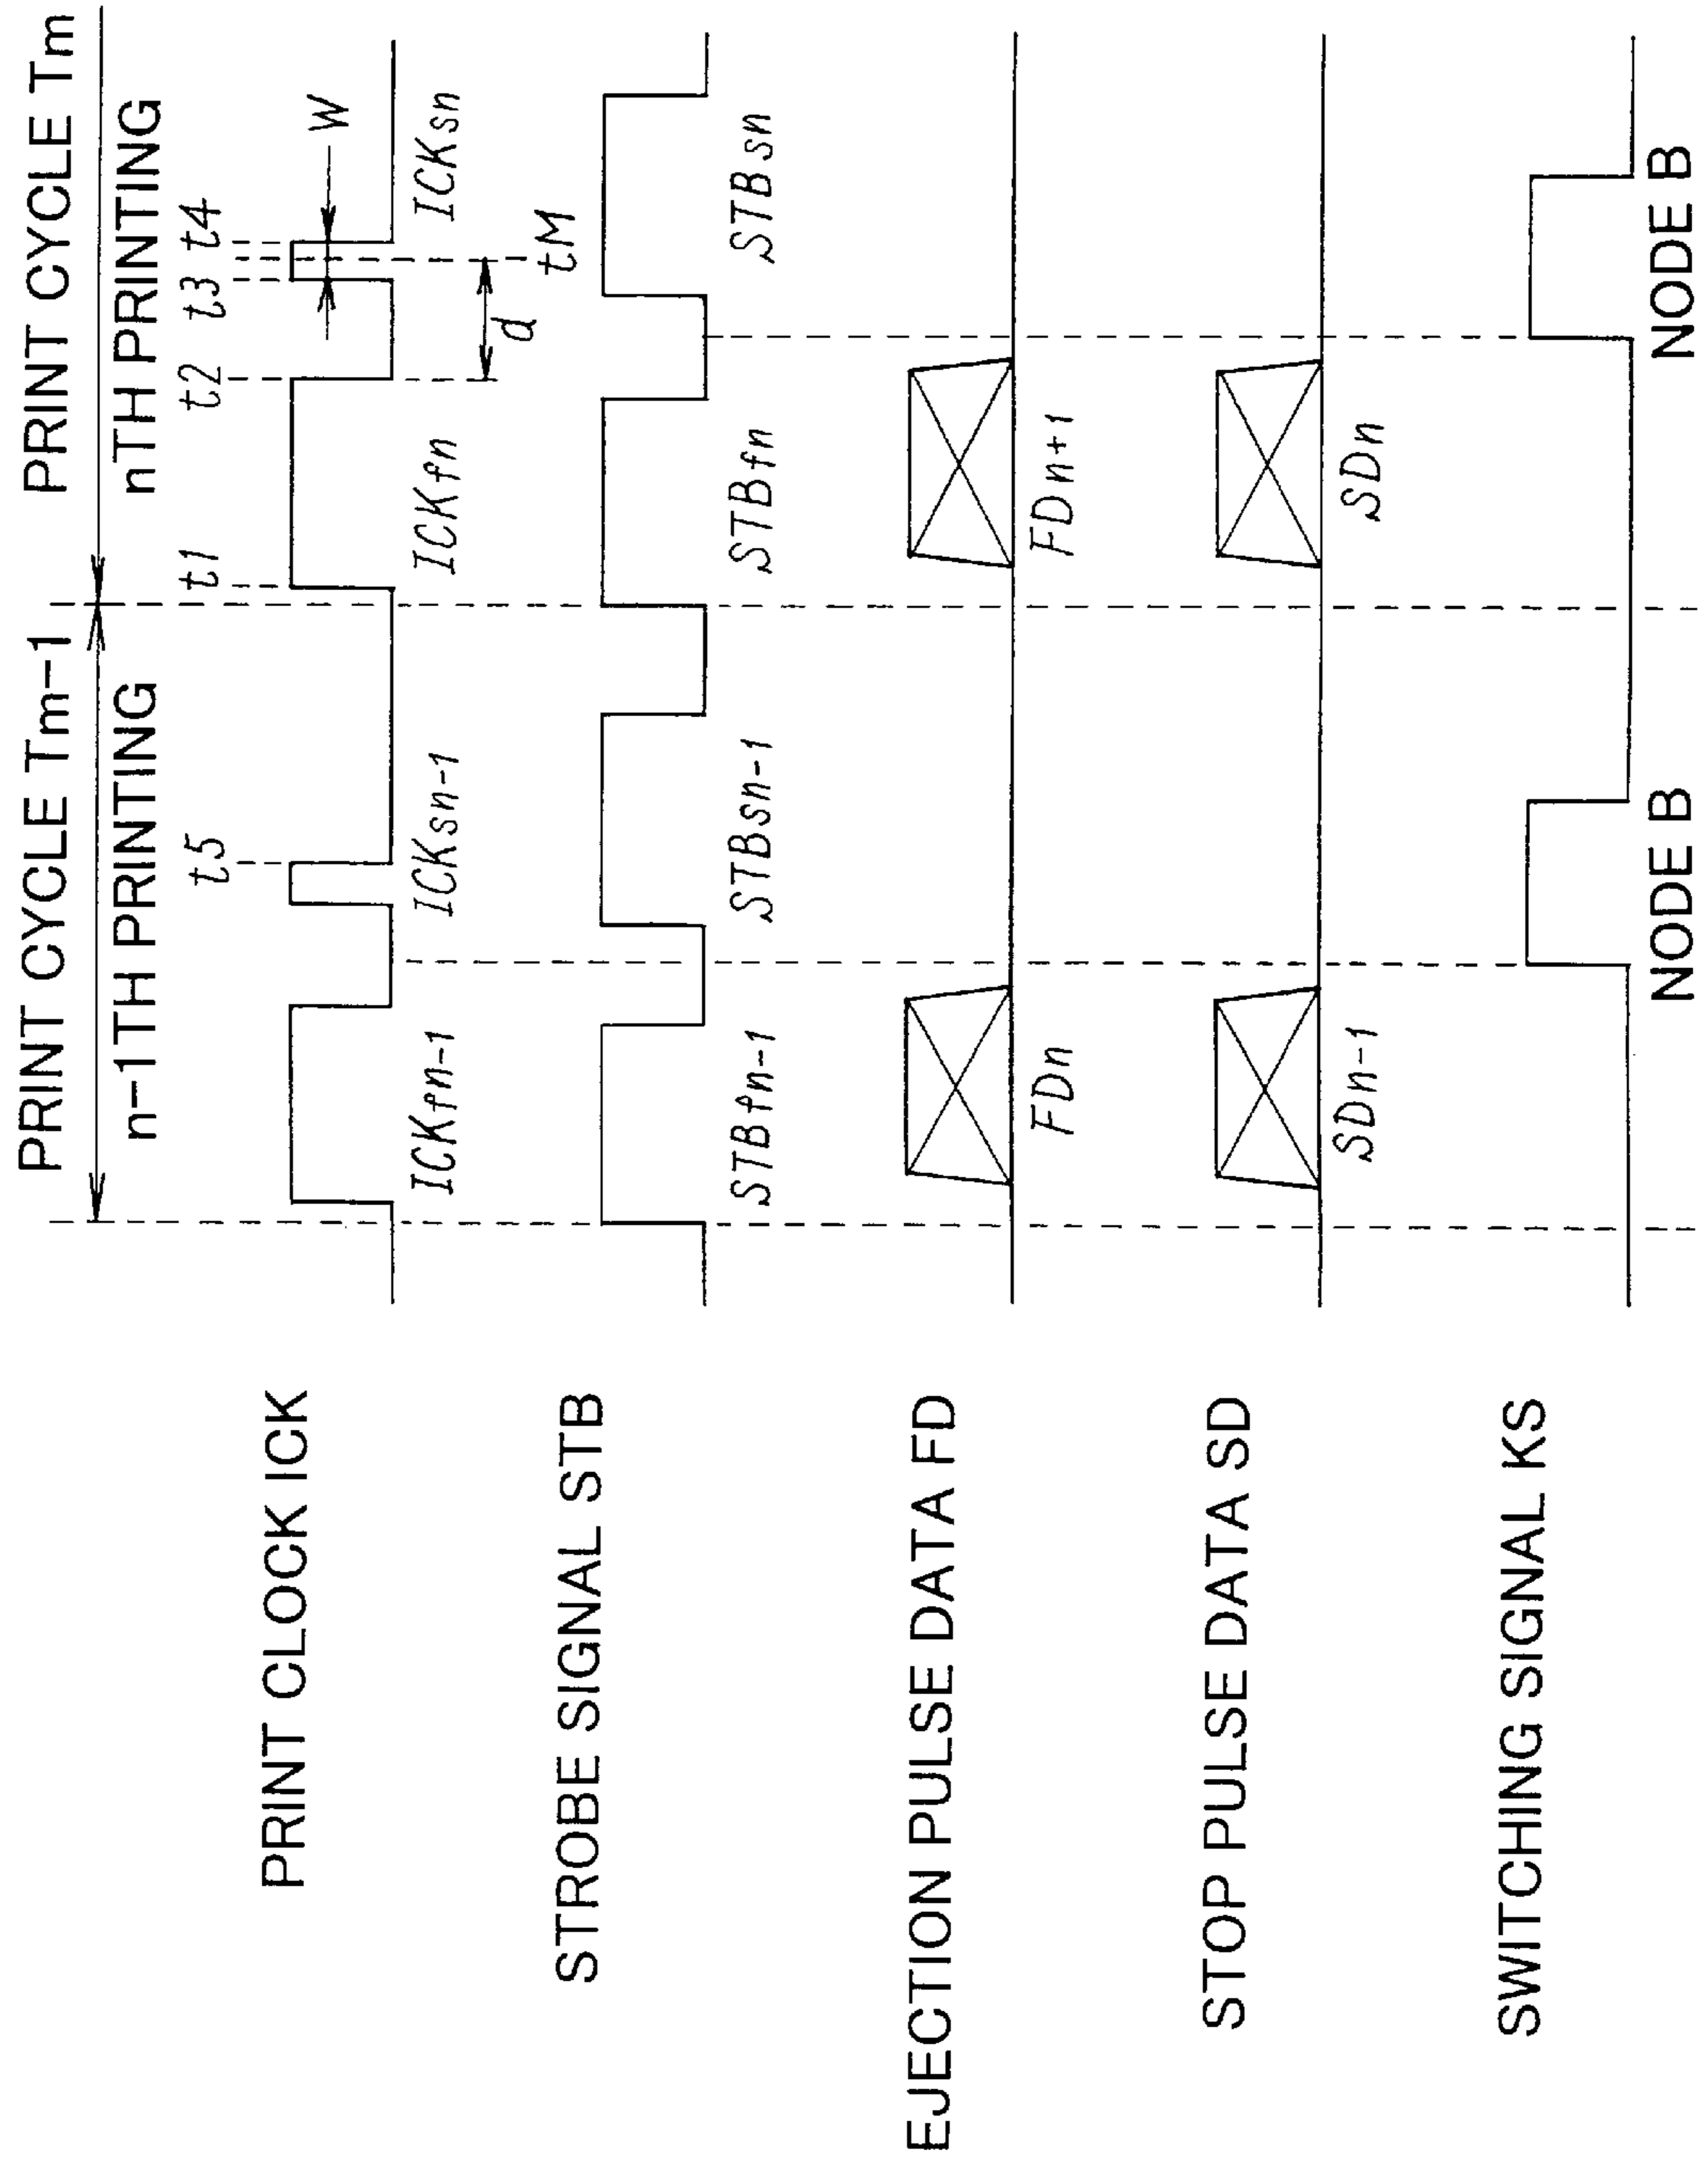 PRINT CYCLE Tm-1
PRINT CYCLE Tm
n-1TH PRINTING
nTH PRINTING
t5
t1
t2
t3
t4
W
PRINT CLOCK ICK
ICKfn-1
ICKsn-1
ICKfn
ICKsn
d
tM
STROBE SIGNAL STB
STBfn-1
STBsn-1
STBfn
STBsn
EJECTION PULSE DATA FD
FDn
FDn+1
STOP PULSE DATA SD
SDn-1
SDn
SWITCHING SIGNAL KS
NODE B
NODE B